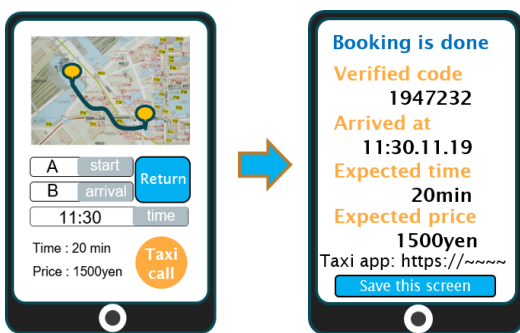 A start
B arrival
Return
11:30 time
Time : 20 min
Price : 1500yen
Taxi
call
Booking is done
Verified code
1947232
Arrived at
11:30.11.19
Expected time
20min
Expected price
1500yen
Taxi app: https://~~~~
Save this screen